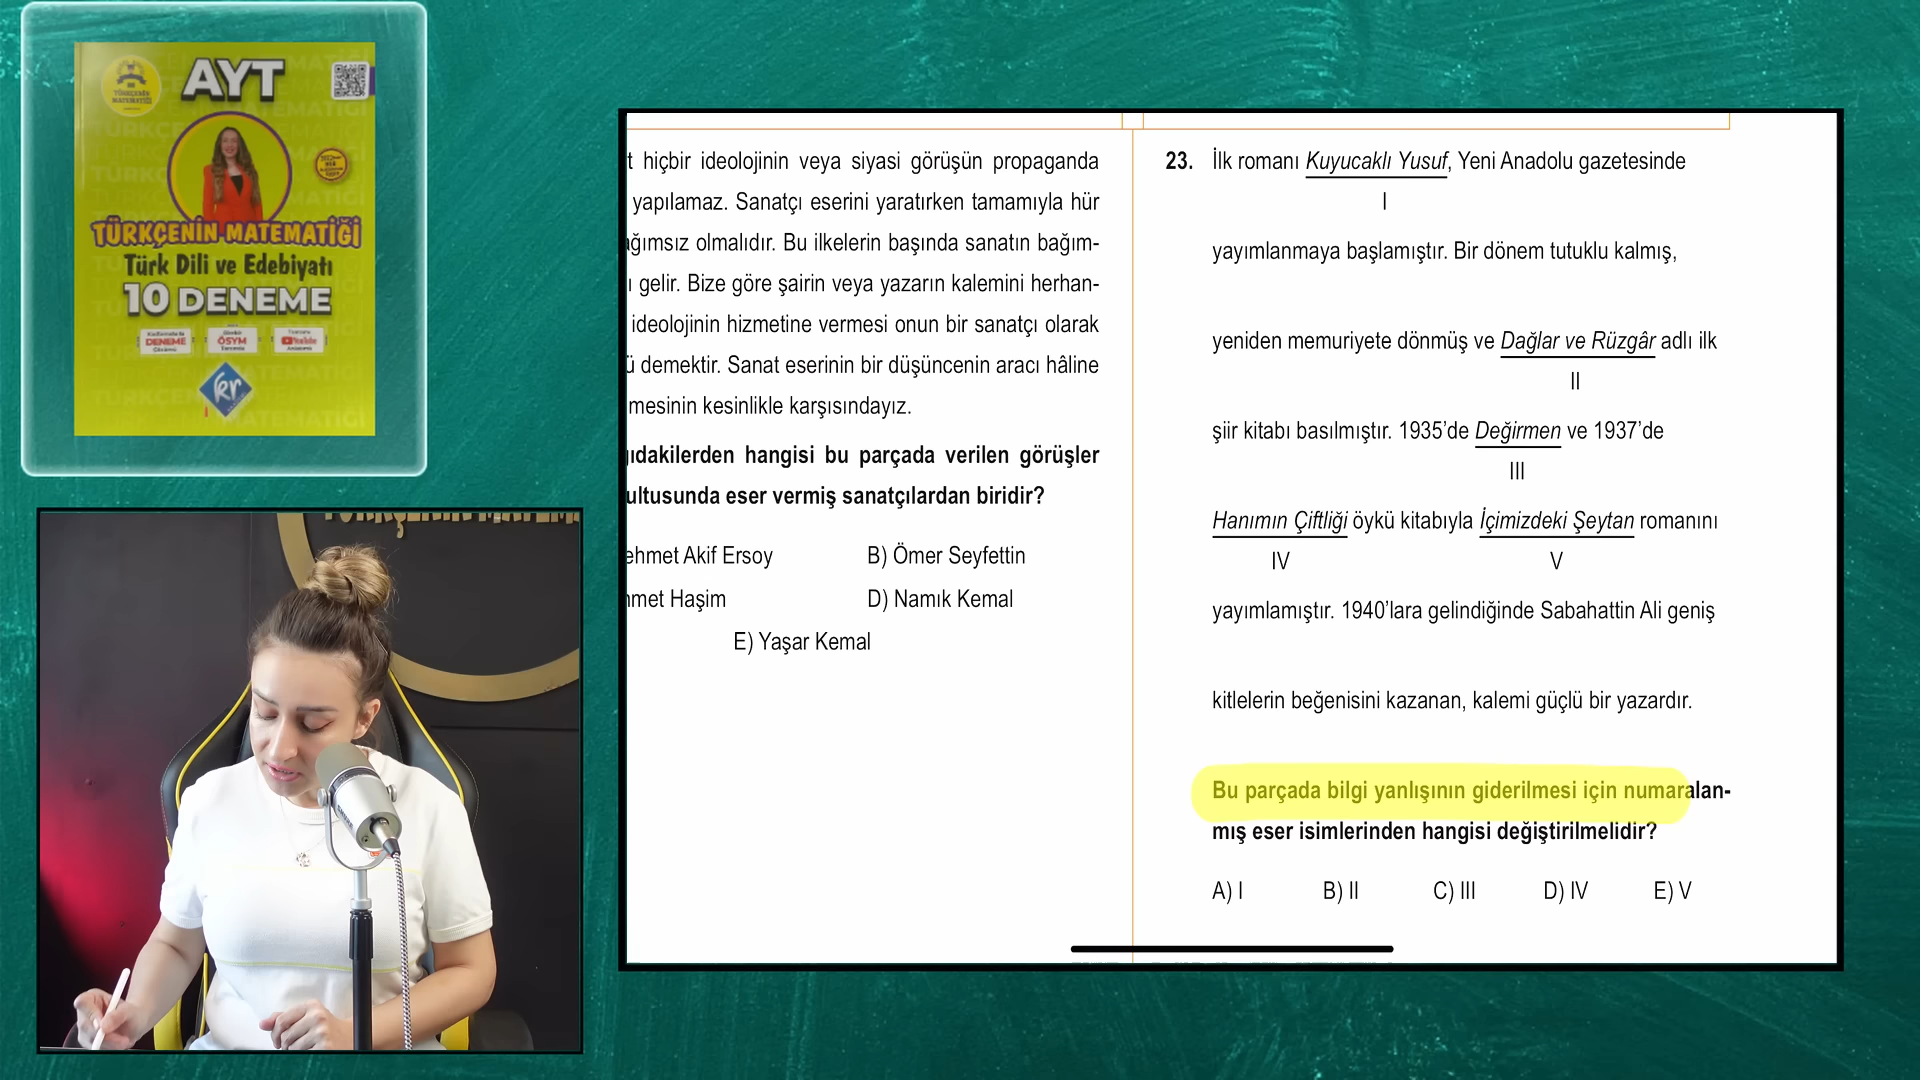 AYT
TÜRKÇENİN MATEMATİĞİ
Türk Dili ve Edebiyatı
10 DENEME
DENEME
ÖSYM
YouTube
kr
t hiçbir ideolojinin veya siyasi görüşün propaganda
yapılamaz. Sanatçı eserini yaratırken tamamıyla hür
ağımsız olmalıdır. Bu ilkelerin başında sanatın bağım-
ı gelir. Bize göre şairin veya yazarın kalemini herhan-
ideolojinin hizmetine vermesi onun bir sanatçı olarak
ü demektir. Sanat eserinin bir düşüncenin aracı hâline
mesinin kesinlikle karşısındayız.
ğıdakilerden hangisi bu parçada verilen görüşler
ultusunda eser vermiş sanatçılardan biridir?
ehmet Akif Ersoy
B) Ömer Seyfettin
hmet Haşim
D) Namık Kemal
E) Yaşar Kemal
23. İlk romanı Kuyucaklı Yusuf, Yeni Anadolu gazetesinde
I
yayımlanmaya başlamıştır. Bir dönem tutuklu kalmış,
yeniden memuriyete dönmüş ve Dağlar ve Rüzgâr adlı ilk
II
şiir kitabı basılmıştır. 1935’de Değirmen ve 1937’de
III
Hanımın Çiftliği öykü kitabıyla İçimizdeki Şeytan romanını
IV V
yayımlamıştır. 1940’lara gelindiğinde Sabahattin Ali geniş
kitlelerin beğenisini kazanan, kalemi güçlü bir yazardır.
Bu parçada bilgi yanlışının giderilmesi için numaralan-
mış eser isimlerinden hangisi değiştirilmelidir?
A) I B) II C) III D) IV E) V